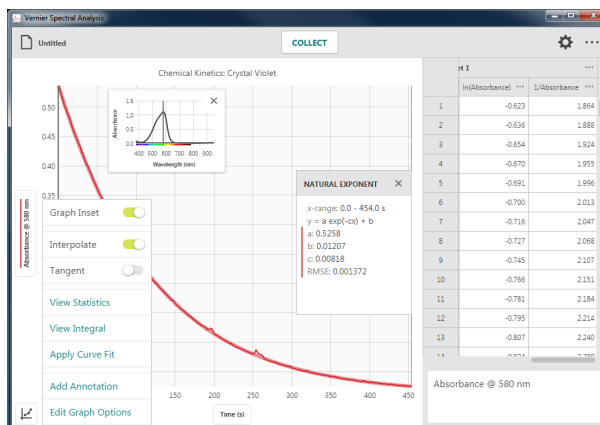 Vernier Spectral Analysis
Untitled
COLLECT
Chemical Kinetics: Crystal Violet
0.50
0.45
0.40
0.35
Absorbance @ 580 nm
1.5
1.0
0.5
0.0
Absorbance
400 500 600 700 800 900
Wavelength (nm)
Graph Inset
Interpolate
Tangent
View Statistics
View Integral
Apply Curve Fit
Add Annotation
Edit Graph Options
NATURAL EXPONENT
x-range: 0.0 - 454.0 s
y = a exp(-cx) + b
a: 0.5258
b: 0.01207
c: 0.00818
RMSE: 0.001372
150 200 250 300 350 400 450
Time (s)
et 1
ln(Absorbance) 1/Absorbance
1 -0.623 1.864
2 -0.636 1.888
3 -0.654 1.924
4 -0.670 1.955
5 -0.691 1.996
6 -0.700 2.013
7 -0.716 2.047
8 -0.727 2.068
9 -0.745 2.107
10 -0.766 2.151
11 -0.781 2.184
12 -0.795 2.214
13 -0.807 2.240
Absorbance @ 580 nm